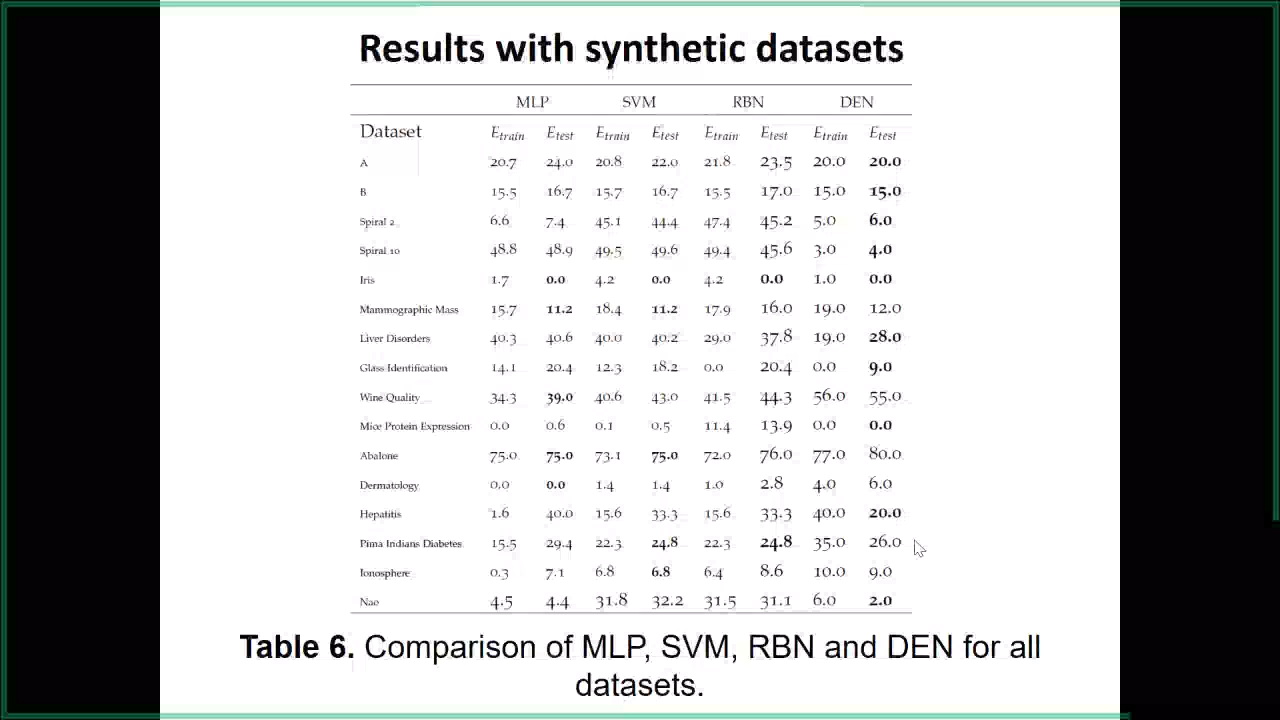 Results with synthetic datasets
MLP SVM RBN DEN
Dataset Etrain Etest Etrain Etest Etrain Etest Etrain Etest
A 20.7 24.0 20.8 22.0 21.8 23.5 20.0 20.0
B 15.5 16.7 15.7 16.7 15.5 17.0 15.0 15.0
Spiral 2 6.6 7.4 45.1 44.4 47.4 45.2 5.0 6.0
Spiral 10 48.8 48.9 49.5 49.6 49.4 45.6 3.0 4.0
Iris 1.7 0.0 4.2 0.0 4.2 0.0 1.0 0.0
Mammographic Mass 15.7 11.2 18.4 11.2 17.9 16.0 19.0 12.0
Liver Disorders 40.3 40.6 40.0 40.2 29.0 37.8 19.0 28.0
Glass Identification 14.1 20.4 12.3 18.2 0.0 20.4 0.0 9.0
Wine Quality 34.3 39.0 40.6 43.0 41.5 44.3 56.0 55.0
Mice Protein Expression 0.0 0.6 0.1 0.5 11.4 13.9 0.0 0.0
Abalone 75.0 75.0 73.1 75.0 72.0 76.0 77.0 80.0
Dermatology 0.0 0.0 1.4 1.4 1.0 2.8 4.0 6.0
Hepatitis 1.6 40.0 15.6 33.3 15.6 33.3 40.0 20.0
Pima Indians Diabetes 15.5 29.4 22.3 24.8 22.3 24.8 35.0 26.0
Ionosphere 0.3 7.1 6.8 6.8 6.4 8.6 10.0 9.0
Nao 4.5 4.4 31.8 32.2 31.5 31.1 6.0 2.0
Table 6. Comparison of MLP, SVM, RBN and DEN for all
datasets.